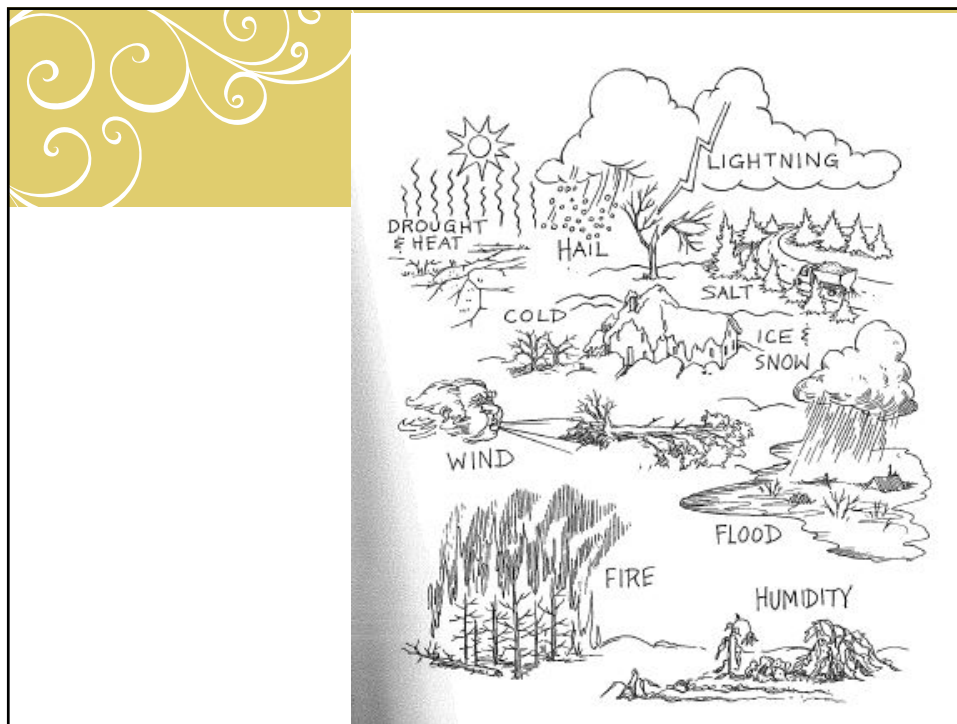 LIGHTNING
DROUGHT
& HEAT
HAIL
SALT
COLD
ICE &
SNOW
WIND
FLOOD
FIRE
HUMIDITY